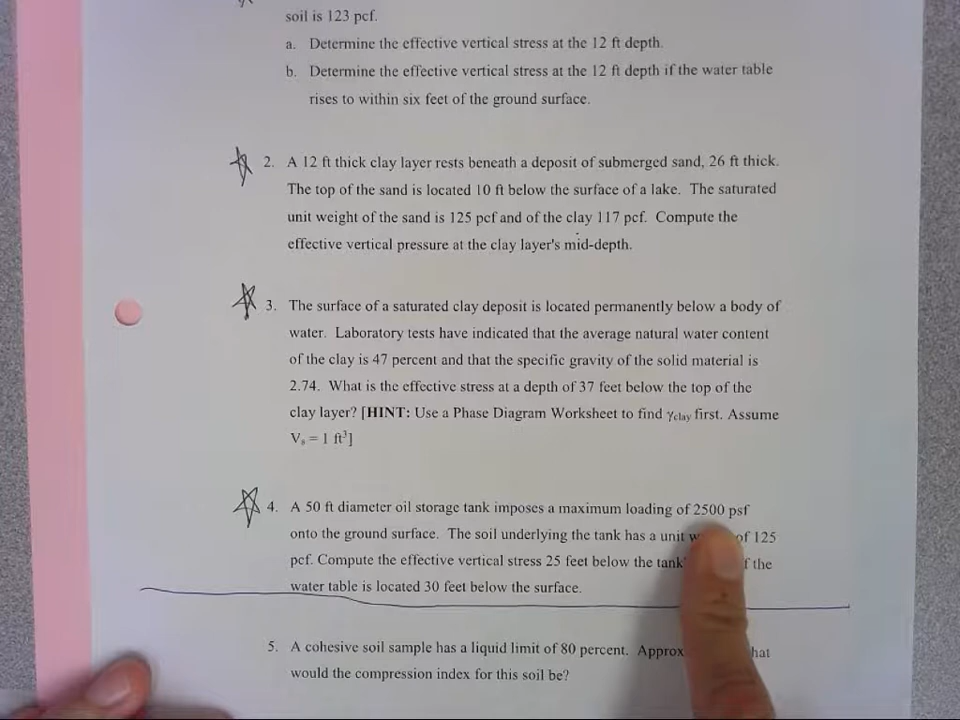 soil is 123 pcf.
a. Determine the effective vertical stress at the 12 ft depth.
b. Determine the effective vertical stress at the 12 ft depth if the water table
rises to within six feet of the ground surface.
2. A 12 ft thick clay layer rests beneath a deposit of submerged sand, 26 ft thick.
The top of the sand is located 10 ft below the surface of a lake. The saturated
unit weight of the sand is 125 pcf and of the clay 117 pcf. Compute the
effective vertical pressure at the clay layer's mid-depth.
3. The surface of a saturated clay deposit is located permanently below a body of
water. Laboratory tests have indicated that the average natural water content
of the clay is 47 percent and that the specific gravity of the solid material is
2.74. What is the effective stress at a depth of 37 feet below the top of the
clay layer? [HINT: Use a Phase Diagram Worksheet to find γclay first. Assume
Vs = 1 ft³]
4. A 50 ft diameter oil storage tank imposes a maximum loading of 2500 psf
onto the ground surface. The soil underlying the tank has a unit of 125
pcf. Compute the effective vertical stress 25 feet below the tank the
water table is located 30 feet below the surface.
5. A cohesive soil sample has a liquid limit of 80 percent.
would the compression index for this soil be?